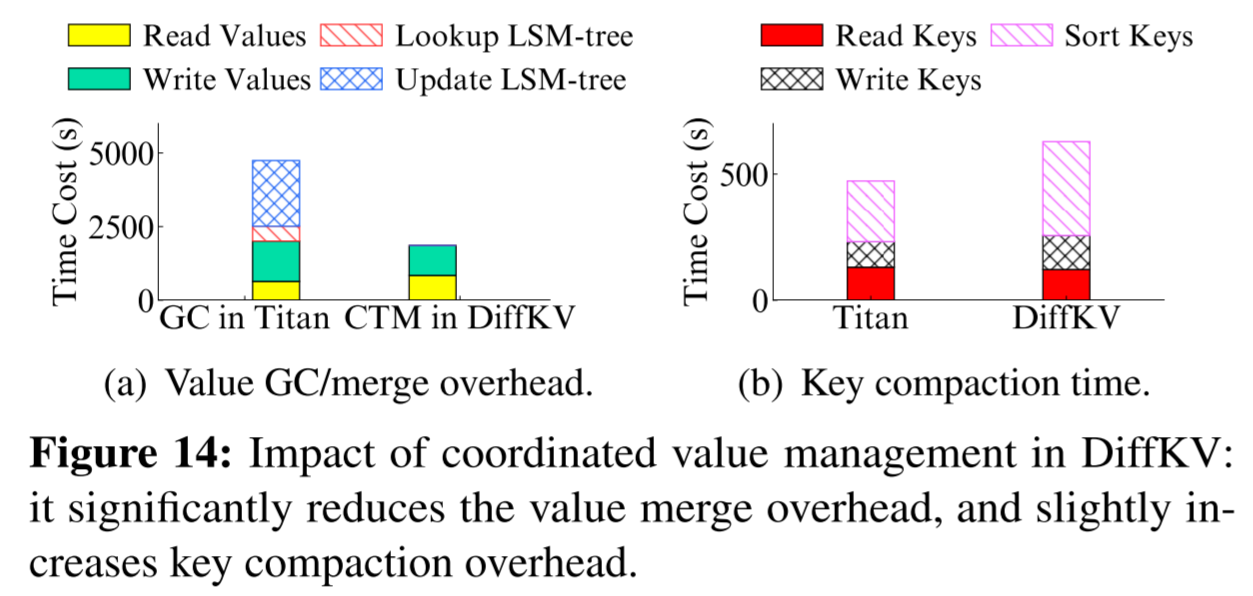 Read Values Lookup LSM-tree
Write Values Update LSM-tree
Time Cost (s)
5000
2500
0
GC in Titan CTM in DiffKV
(a) Value GC/merge overhead.
Read Keys Sort Keys
Write Keys
Time Cost (s)
500
0
Titan DiffKV
(b) Key compaction time.
Figure 14: Impact of coordinated value management in DiffKV:
it significantly reduces the value merge overhead, and slightly in-
creases key compaction overhead.